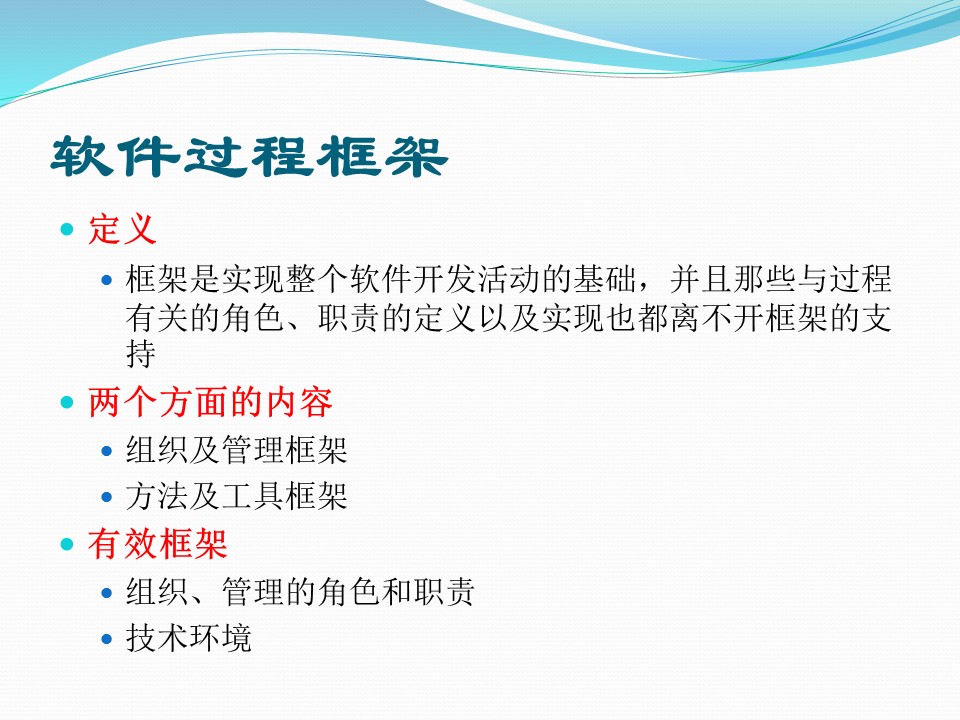 软件过程框架
定义
框架是实现整个软件开发活动的基础，并且那些与过程
有关的角色、职责的定义以及实现也都离不开框架的支
持
两个方面的内容
组织及管理框架
方法及工具框架
有效框架
组织、管理的角色和职责
技术环境